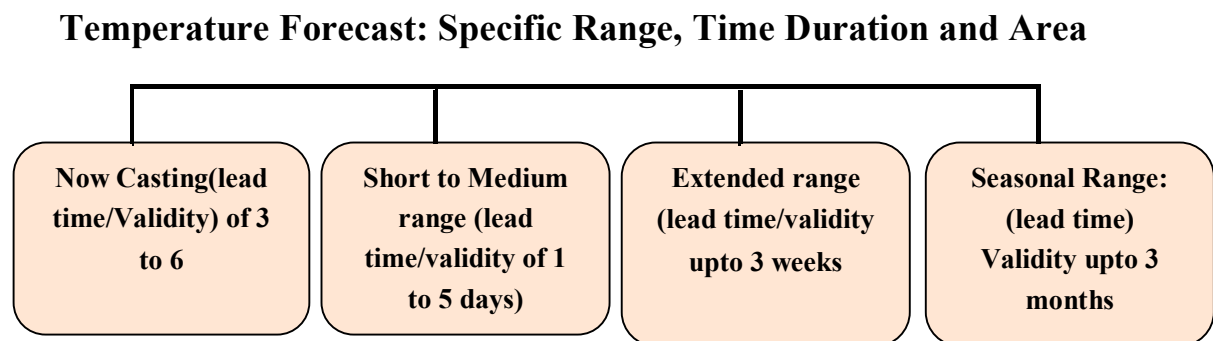 Temperature Forecast: Specific Range, Time Duration and Area
Now Casting(lead
time/Validity) of 3
to 6
Short to Medium
range (lead
time/validity of 1
to 5 days)
Extended range
(lead time/validity
upto 3 weeks
Seasonal Range:
(lead time)
Validity upto 3
months